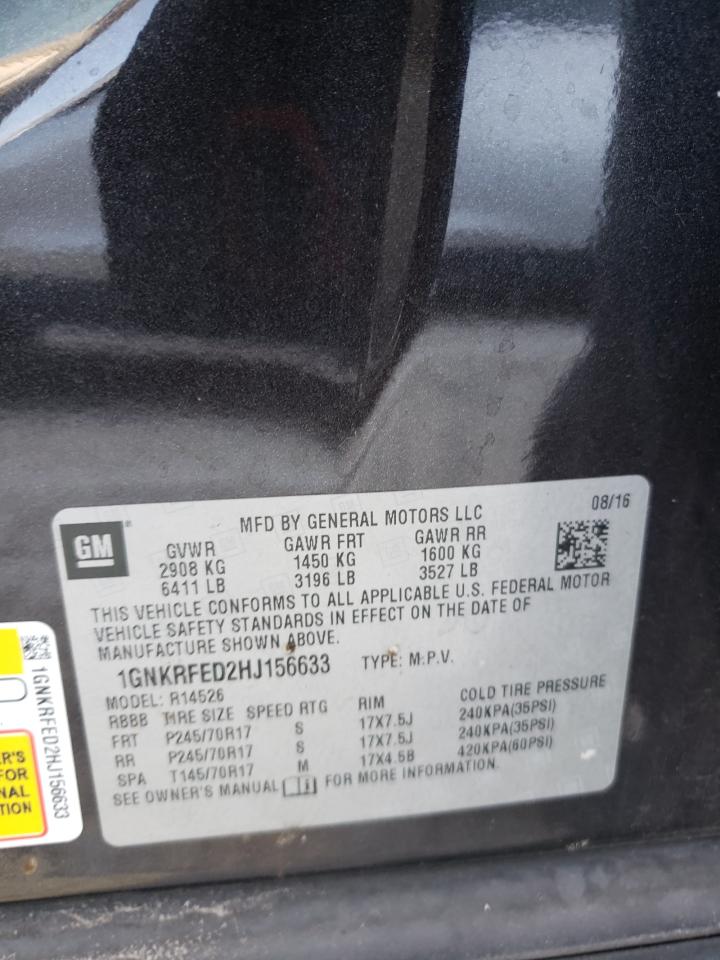 GM
MFD BY GENERAL MOTORS LLC 08/16
GVWR GAWR FRT GAWR RR
2908 KG 1450 KG 1600 KG
6411 LB 3196 LB 3527 LB
THIS VEHICLE CONFORMS TO ALL APPLICABLE U.S. FEDERAL MOTOR
VEHICLE SAFETY STANDARDS IN EFFECT ON THE DATE OF
MANUFACTURE SHOWN ABOVE.
1GNKRFED2HJ156633 TYPE: M.P.V.
MODEL: R14526
RBBB TIRE SIZE SPEED RTG RIM COLD TIRE PRESSURE
FRT P245/70R17 S 17X7.5J 240KPA(35PSI)
RR P245/70R17 S 17X7.5J 240KPA(35PSI)
SPA T145/70R17 M 17X4.5B 420KPA(60PSI)
SEE OWNER'S MANUAL FOR MORE INFORMATION.
1GNKRFED2HJ156633
ER'S
FOR
NAL
TION